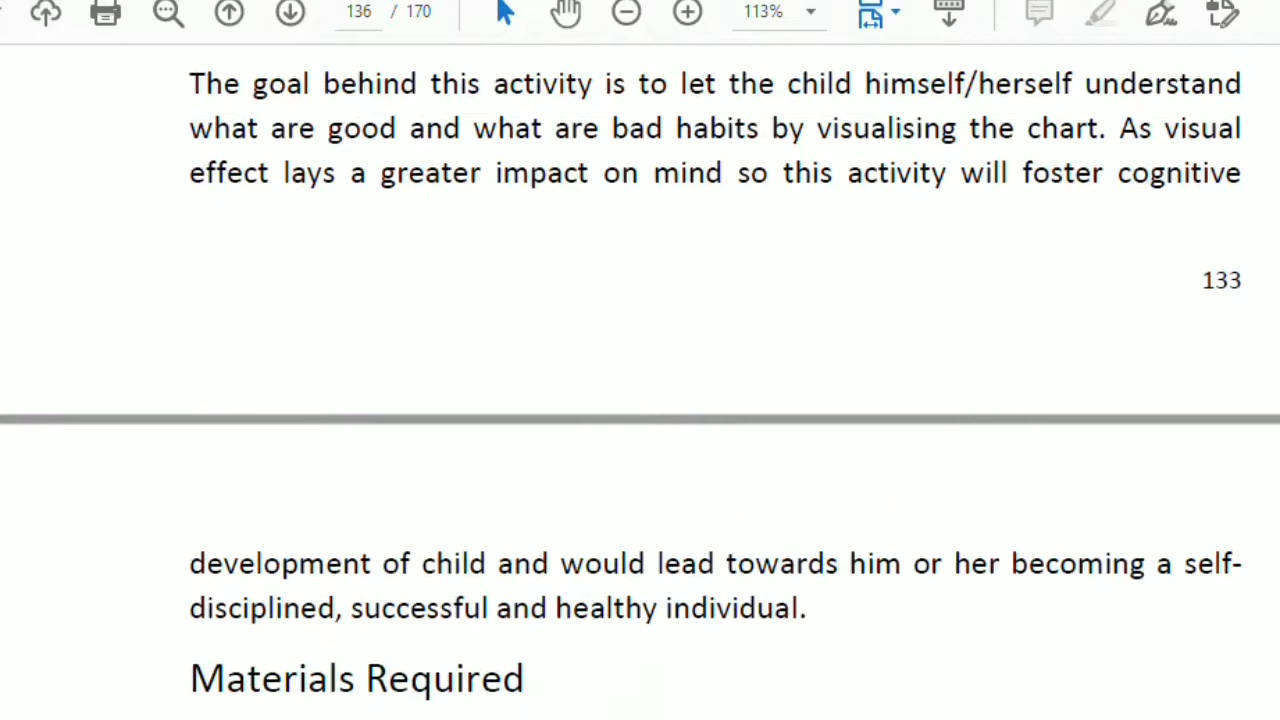 136 / 170 113%
The goal behind this activity is to let the child himself/herself understand
what are good and what are bad habits by visualising the chart. As visual
effect lays a greater impact on mind so this activity will foster cognitive
133
development of child and would lead towards him or her becoming a self-
disciplined, successful and healthy individual.
Materials Required